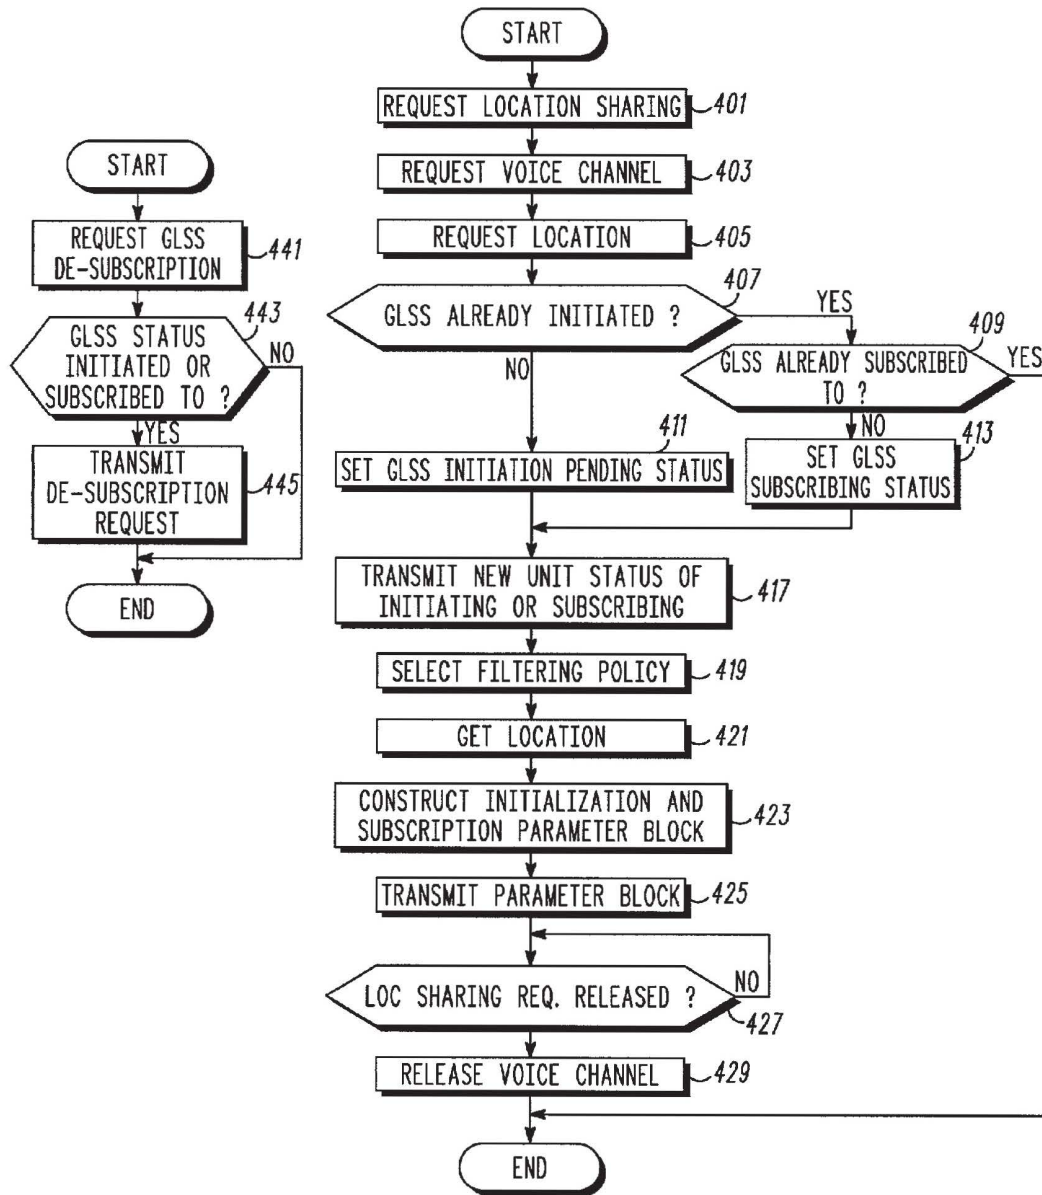 START
REQUEST GLSS
DE-SUBSCRIPTION
441
GLSS STATUS
INITIATED OR
SUBSCRIBED TO ?
443
NO
YES
TRANSMIT
DE-SUBSCRIPTION
REQUEST
445
END
START
REQUEST LOCATION SHARING
401
REQUEST VOICE CHANNEL
403
REQUEST LOCATION
405
GLSS ALREADY INITIATED ?
407
YES
NO
GLSS ALREADY SUBSCRIBED
TO ?
409
YES
NO
SET GLSS INITIATION PENDING STATUS
411
SET GLSS
SUBSCRIBING STATUS
413
TRANSMIT NEW UNIT STATUS OF
INITIATING OR SUBSCRIBING
417
SELECT FILTERING POLICY
419
GET LOCATION
421
CONSTRUCT INITIALIZATION AND
SUBSCRIPTION PARAMETER BLOCK
423
TRANSMIT PARAMETER BLOCK
425
LOC SHARING REQ. RELEASED ?
NO
427
RELEASE VOICE CHANNEL
429
END